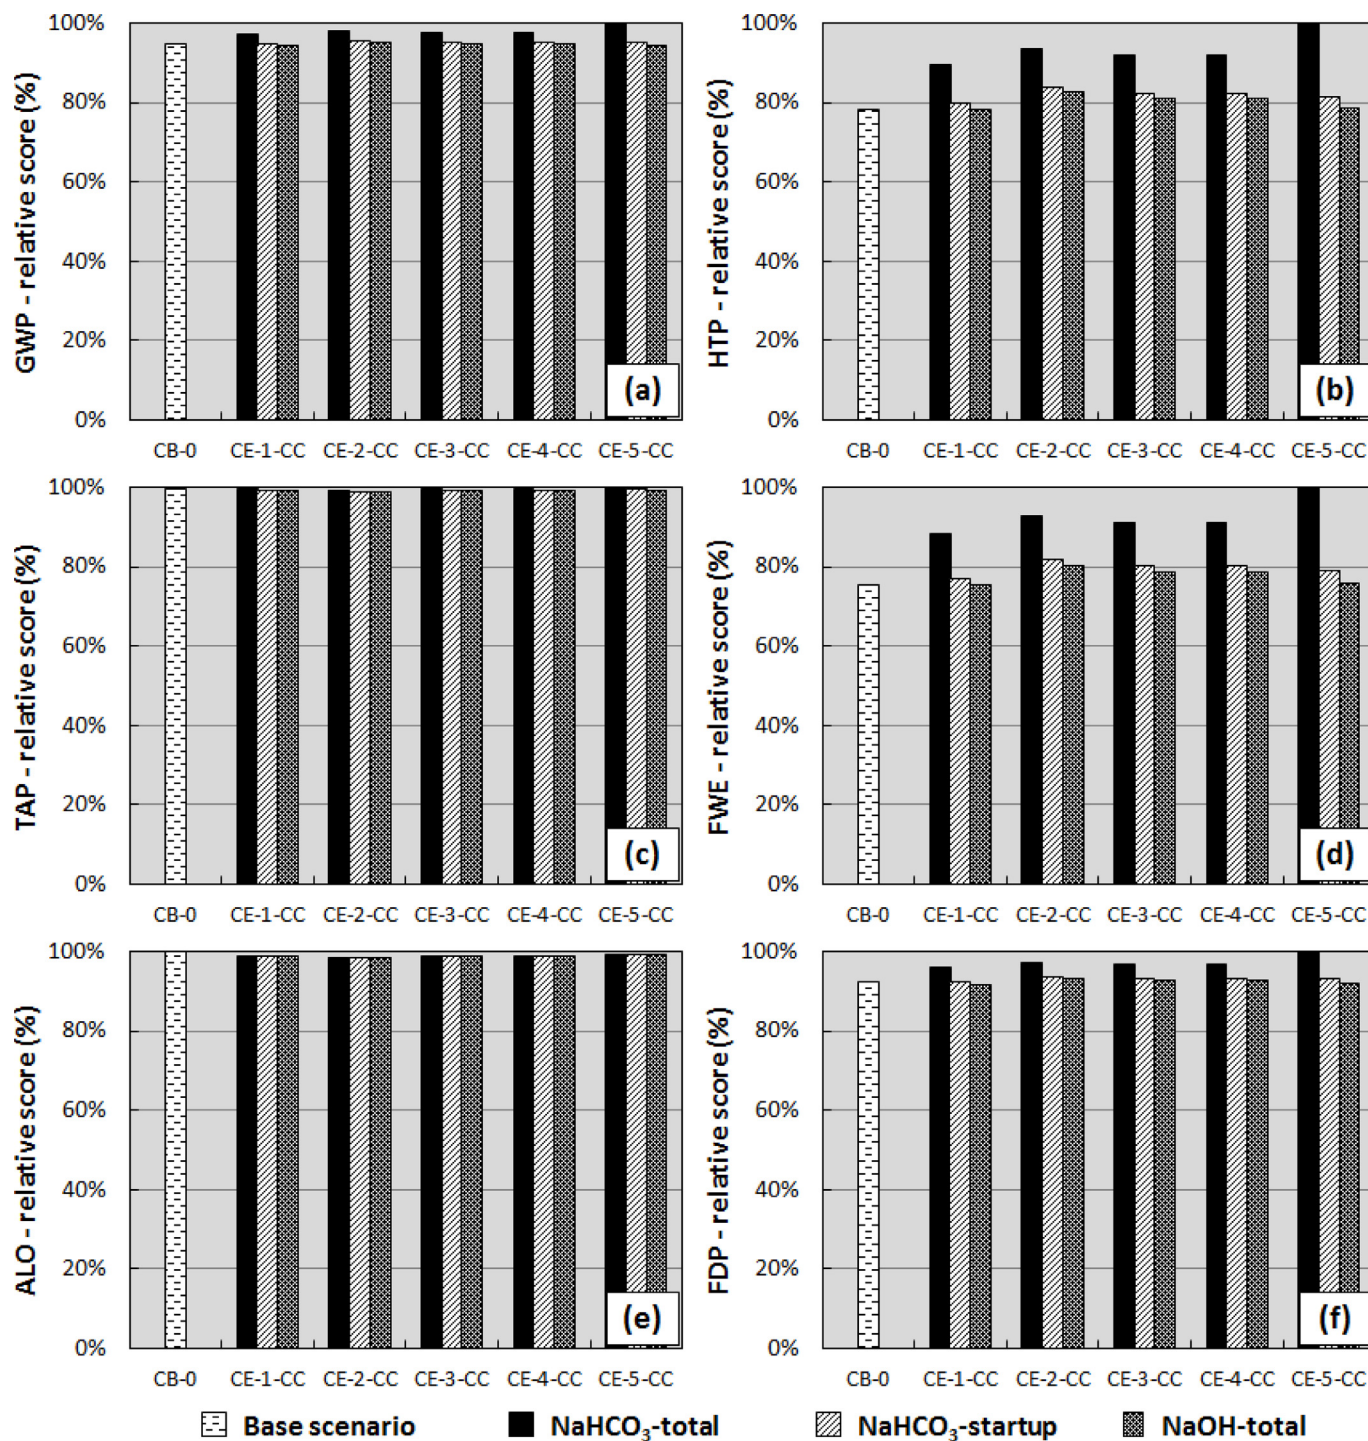 GWP - relative score (%)
100%
80%
60%
40%
20%
0%
(a)
CB-0 CE-1-CC CE-2-CC CE-3-CC CE-4-CC CE-5-CC
HTP - relative score (%)
100%
80%
60%
40%
20%
0%
(b)
CB-0 CE-1-CC CE-2-CC CE-3-CC CE-4-CC CE-5-CC
TAP - relative score (%)
100%
80%
60%
40%
20%
0%
(c)
CB-0 CE-1-CC CE-2-CC CE-3-CC CE-4-CC CE-5-CC
FWE - relative score (%)
100%
80%
60%
40%
20%
0%
(d)
CB-0 CE-1-CC CE-2-CC CE-3-CC CE-4-CC CE-5-CC
ALO - relative score (%)
100%
80%
60%
40%
20%
0%
(e)
CB-0 CE-1-CC CE-2-CC CE-3-CC CE-4-CC CE-5-CC
FDP - relative score (%)
100%
80%
60%
40%
20%
0%
(f)
CB-0 CE-1-CC CE-2-CC CE-3-CC CE-4-CC CE-5-CC
Base scenario NaHCO₃-total NaHCO₃-startup NaOH-total